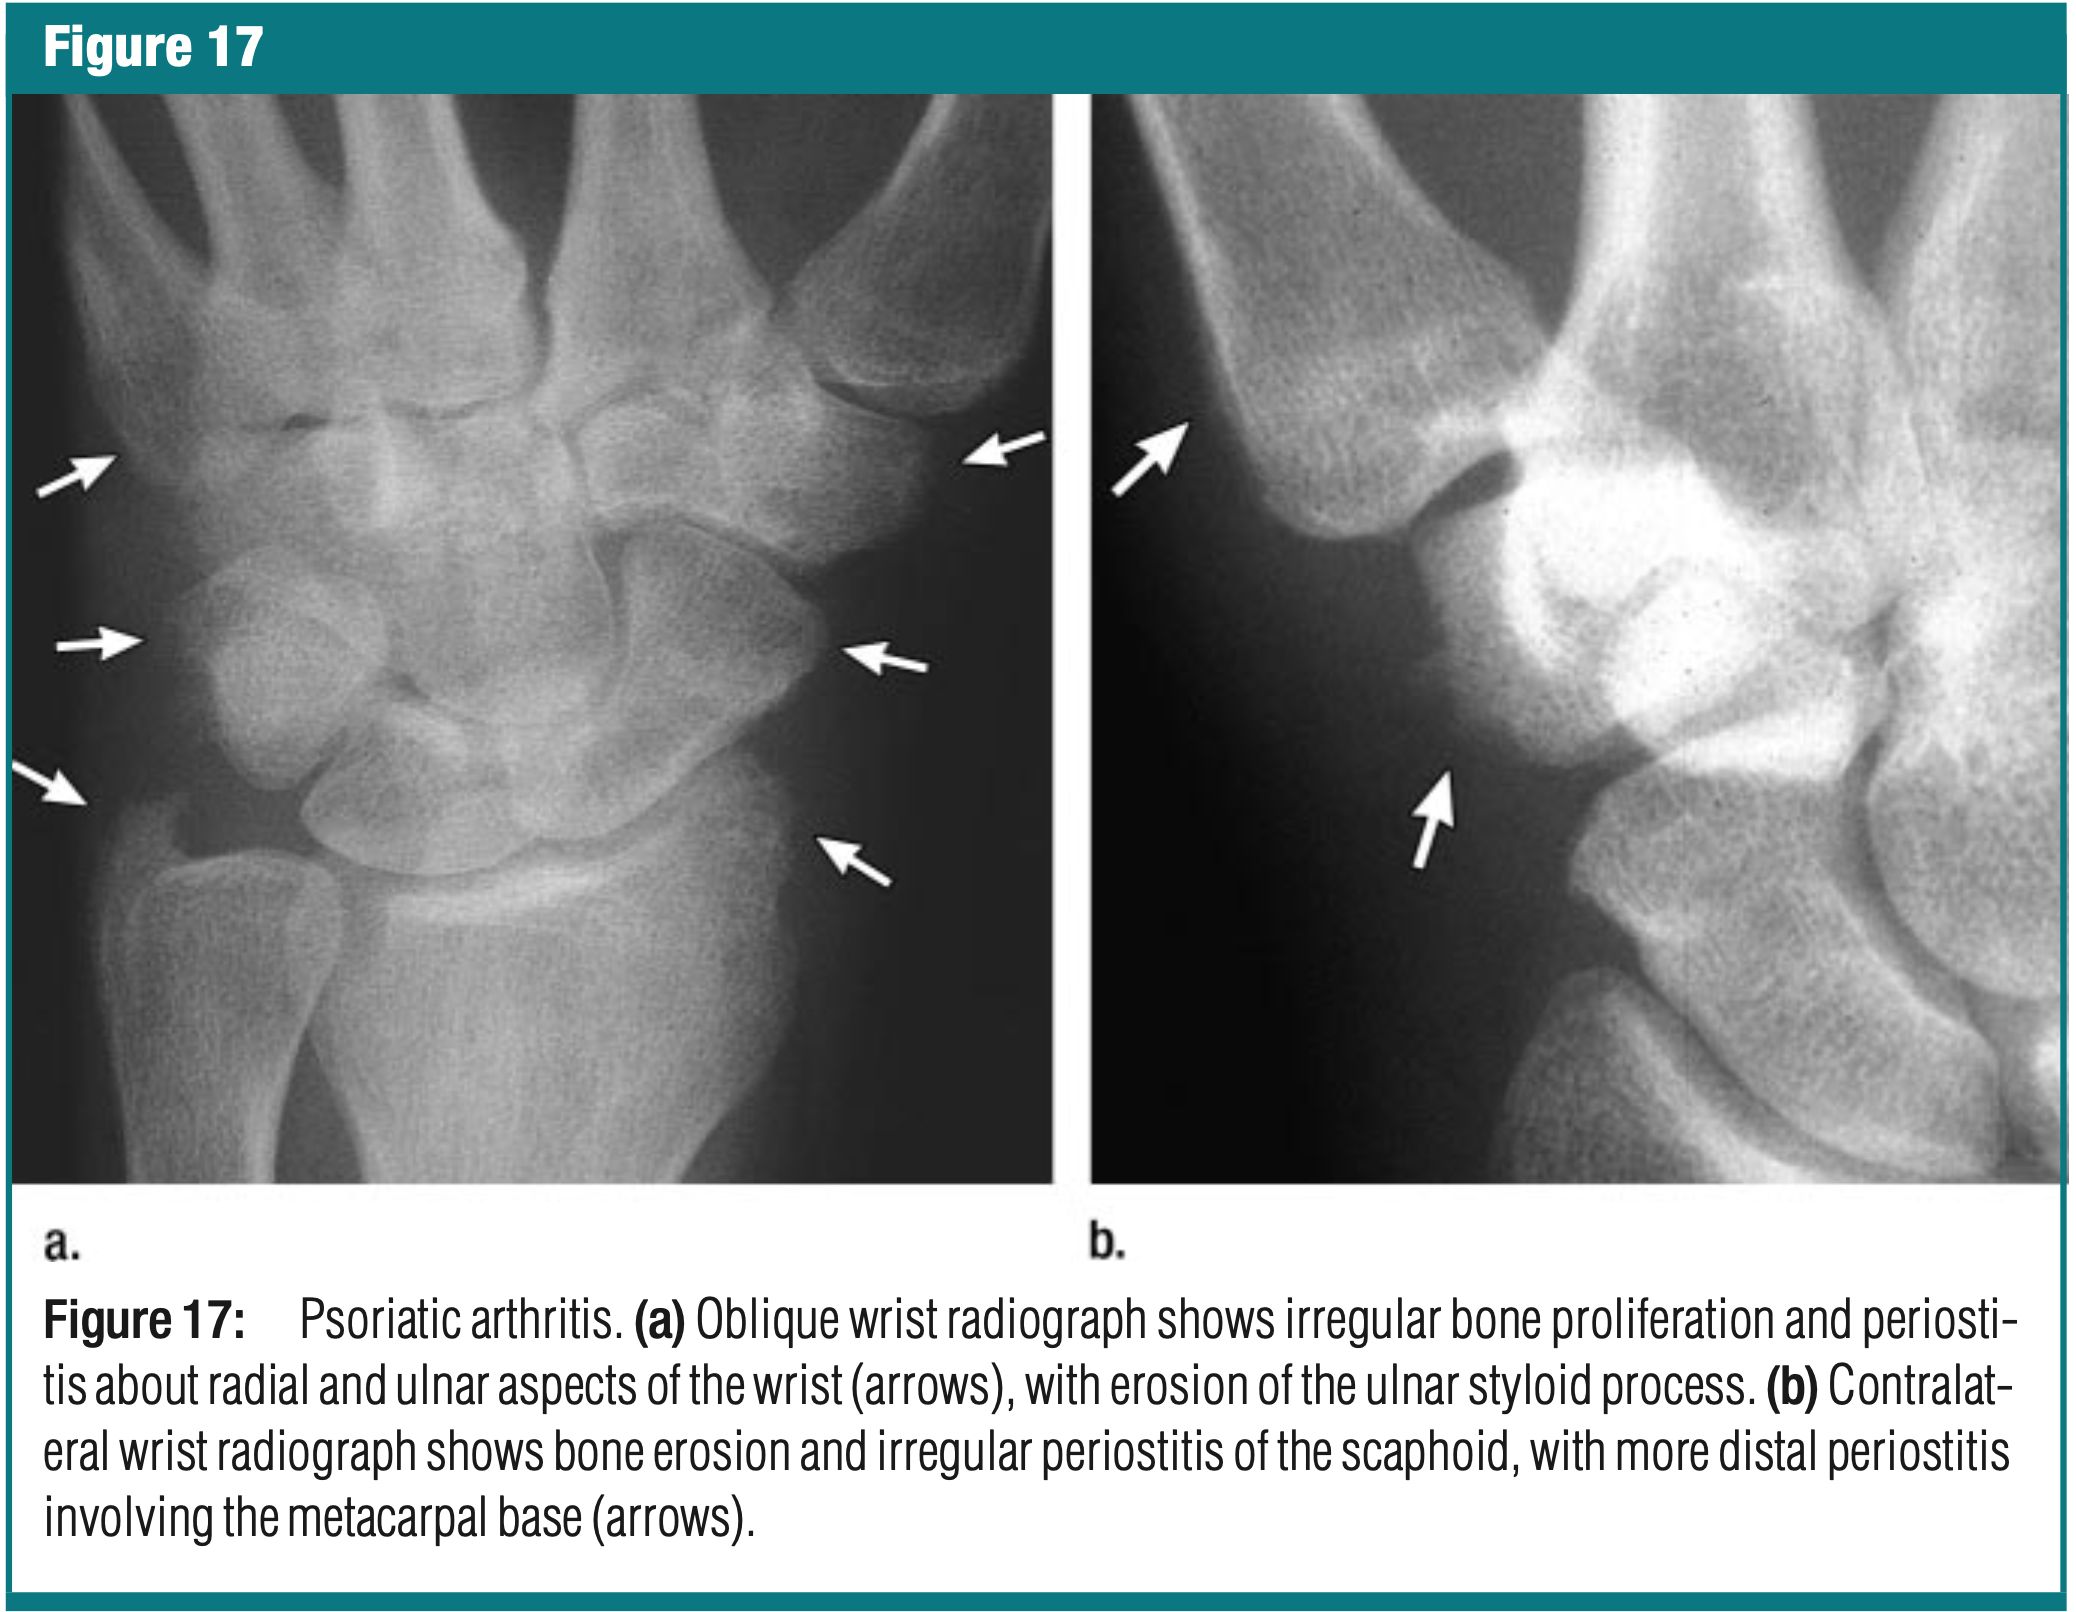 Figure 17
a.
b.
Figure 17: Psoriatic arthritis. (a) Oblique wrist radiograph shows irregular bone proliferation and periosti-
tis about radial and ulnar aspects of the wrist (arrows), with erosion of the ulnar styloid process. (b) Contralat-
eral wrist radiograph shows bone erosion and irregular periostitis of the scaphoid, with more distal periostitis
involving the metacarpal base (arrows).